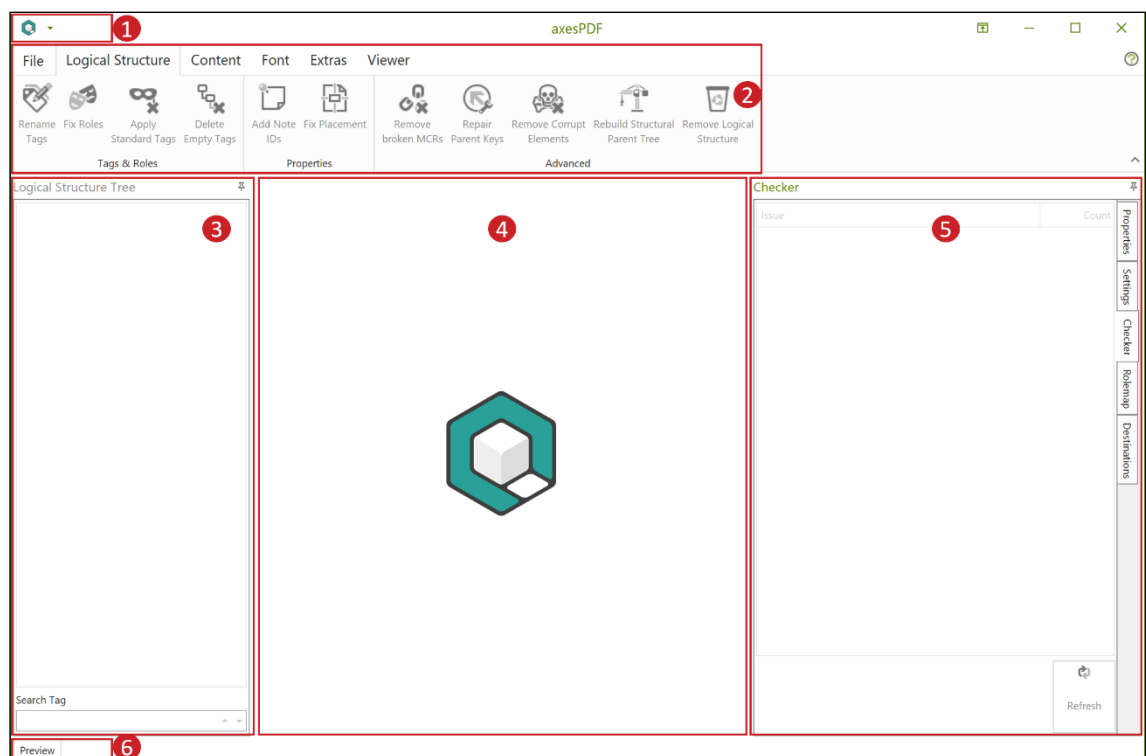 1
axesPDF
File Logical Structure Content Font Extras Viewer
Rename Fix Roles Apply Delete Add Note Fix Placement Remove Repair Remove Corrupt Rebuild Structural Remove Logical
Tags Standard Tags Empty Tags IDs broken MCRs Parent Keys Elements Parent Tree Structure
2
Tags & Roles Properties Advanced
Logical Structure Tree
3
4
Checker
Issue Count
5
Properties
Settings
Checker
Rolemap
Destinations
Refresh
Search Tag
Preview
6